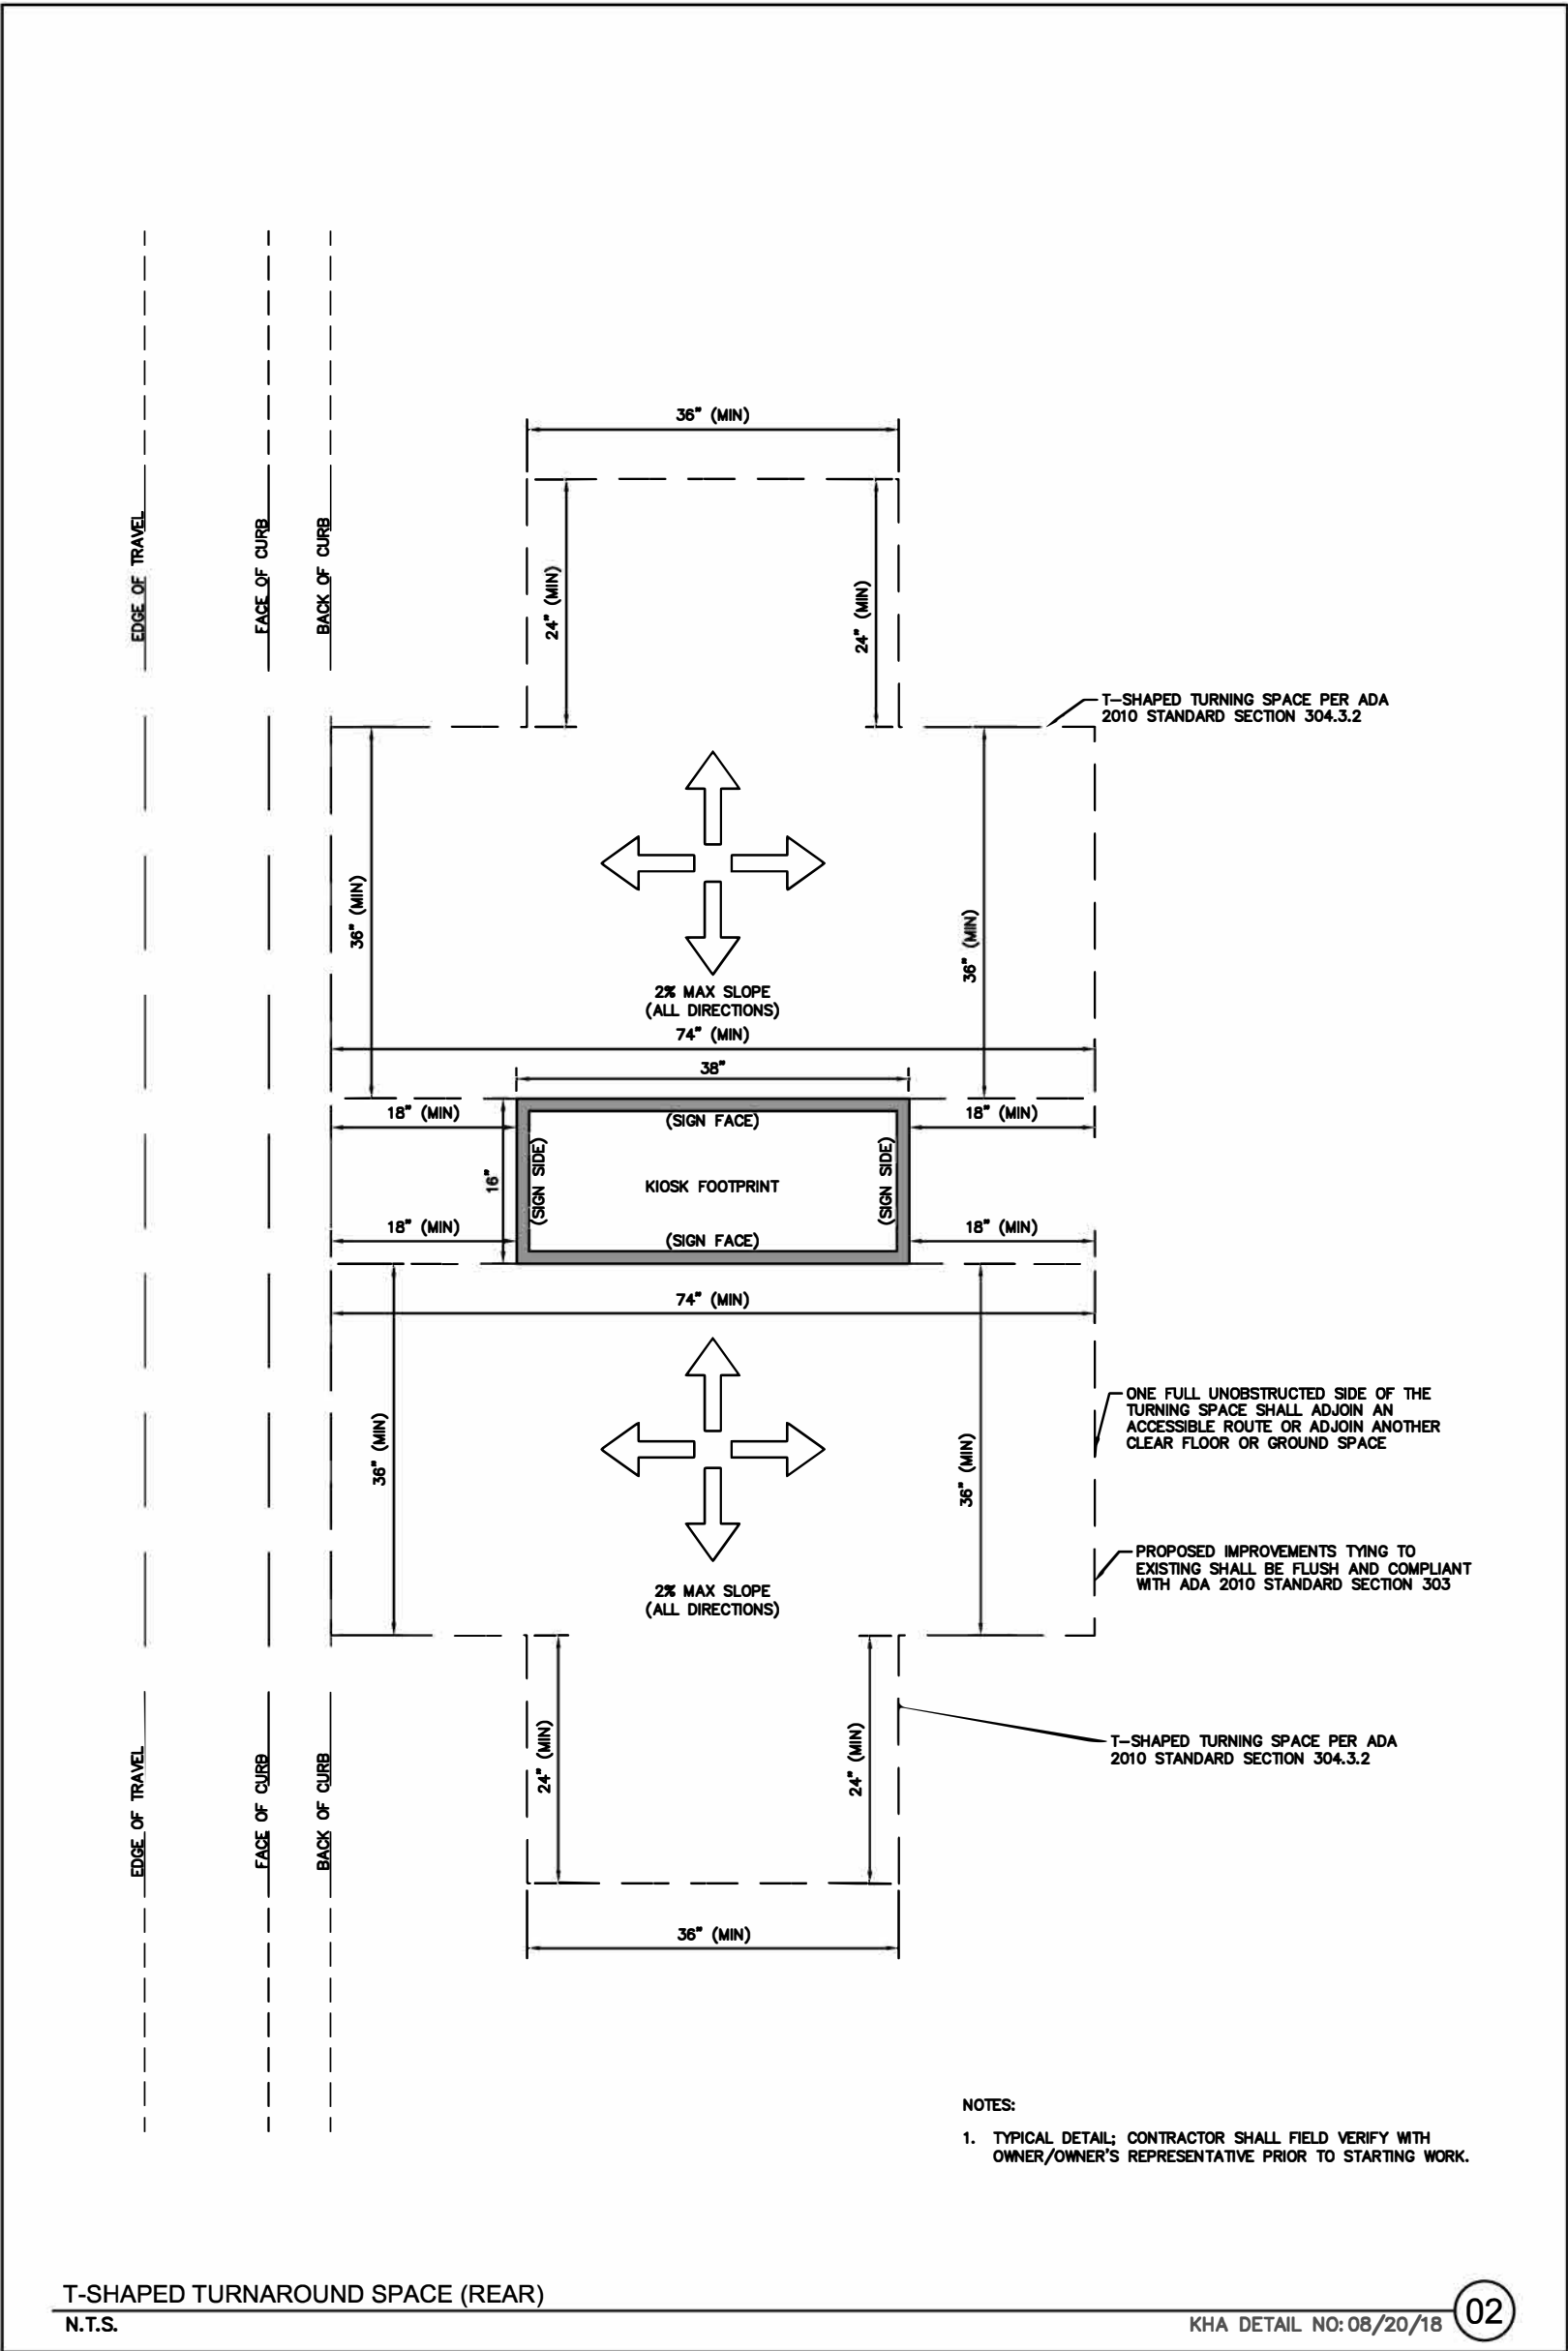 36" (MIN)
EDGE OF TRAVEL
FACE OF CURB
BACK OF CURB
24" (MIN)
24" (MIN)
T-SHAPED TURNING SPACE PER ADA
2010 STANDARD SECTION 304.3.2
36" (MIN)
36" (MIN)
2% MAX SLOPE
(ALL DIRECTIONS)
74" (MIN)
38"
18" (MIN)
(SIGN FACE)
18" (MIN)
16"
(SIGN SIDE)
KIOSK FOOTPRINT
(SIGN SIDE)
18" (MIN)
(SIGN FACE)
18" (MIN)
74" (MIN)
36" (MIN)
36" (MIN)
ONE FULL UNOBSTRUCTED SIDE OF THE
TURNING SPACE SHALL ADJOIN AN
ACCESSIBLE ROUTE OR ADJOIN ANOTHER
CLEAR FLOOR OR GROUND SPACE
PROPOSED IMPROVEMENTS TYING TO
EXISTING SHALL BE FLUSH AND COMPLIANT
WITH ADA 2010 STANDARD SECTION 303
2% MAX SLOPE
(ALL DIRECTIONS)
24" (MIN)
24" (MIN)
T-SHAPED TURNING SPACE PER ADA
2010 STANDARD SECTION 304.3.2
EDGE OF TRAVEL
FACE OF CURB
BACK OF CURB
36" (MIN)
NOTES:
1. TYPICAL DETAIL; CONTRACTOR SHALL FIELD VERIFY WITH
OWNER/OWNER'S REPRESENTATIVE PRIOR TO STARTING WORK.
T-SHAPED TURNAROUND SPACE (REAR)
02
N.T.S.
KHA DETAIL NO: 08/20/18